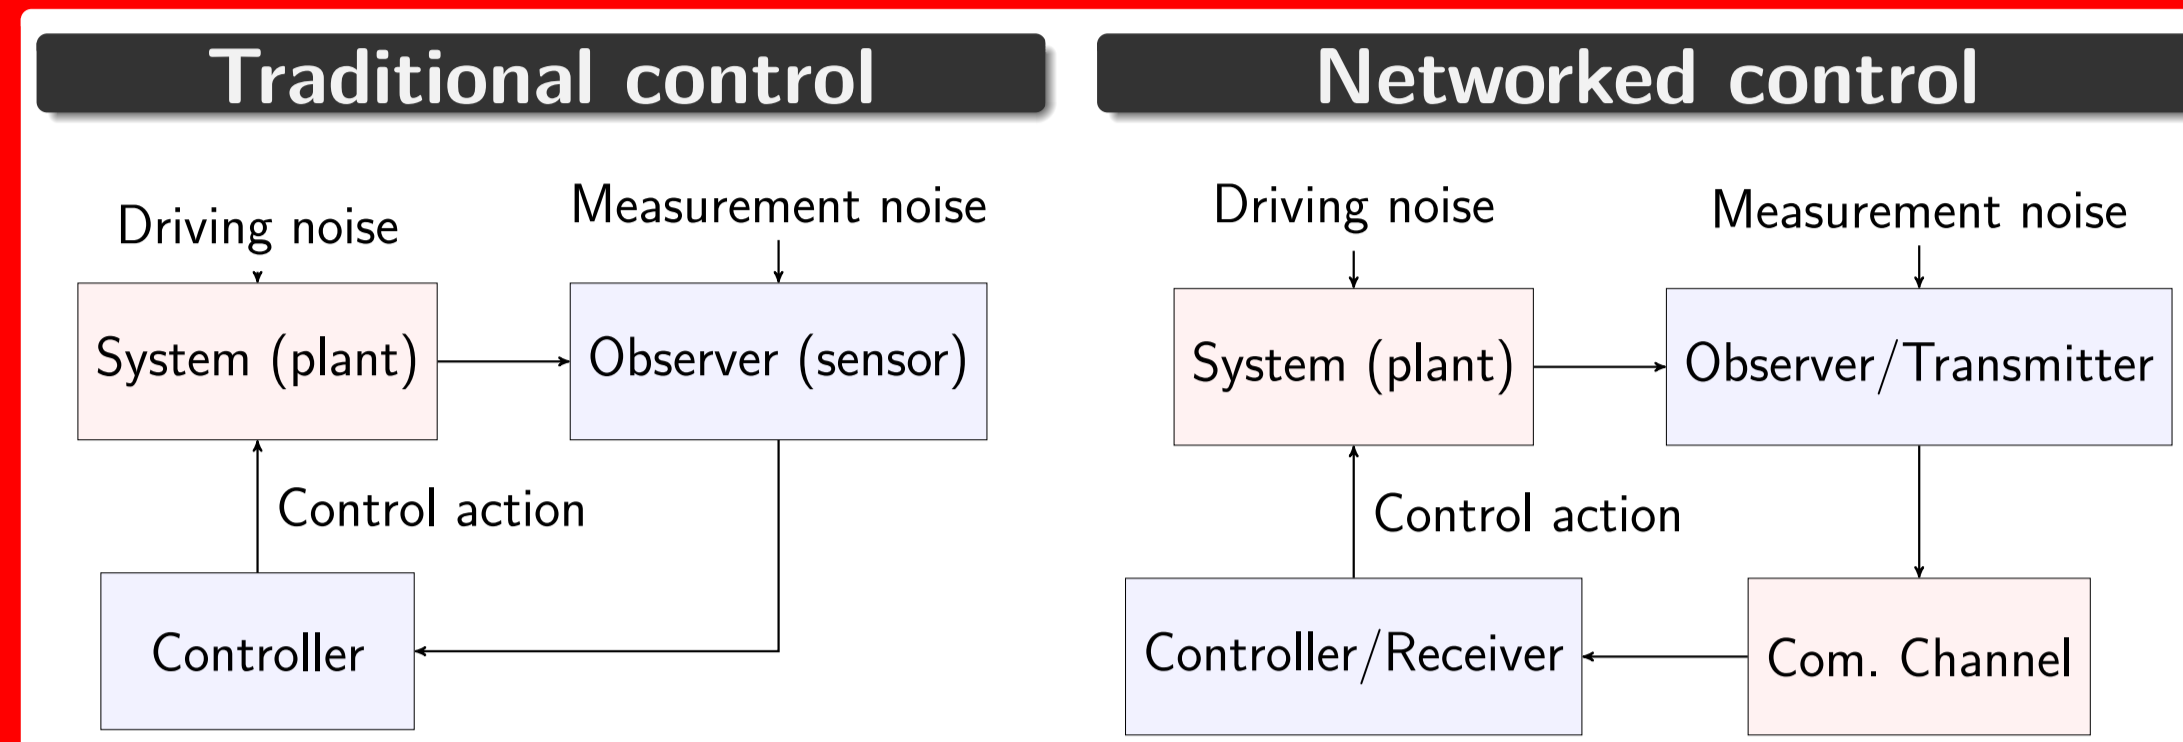 Traditional control
Driving noise
Measurement noise
System (plant)
Observer (sensor)
Control action
Controller
Networked control
Driving noise
Measurement noise
System (plant)
Observer/Transmitter
Control action
Controller/Receiver
Com. Channel